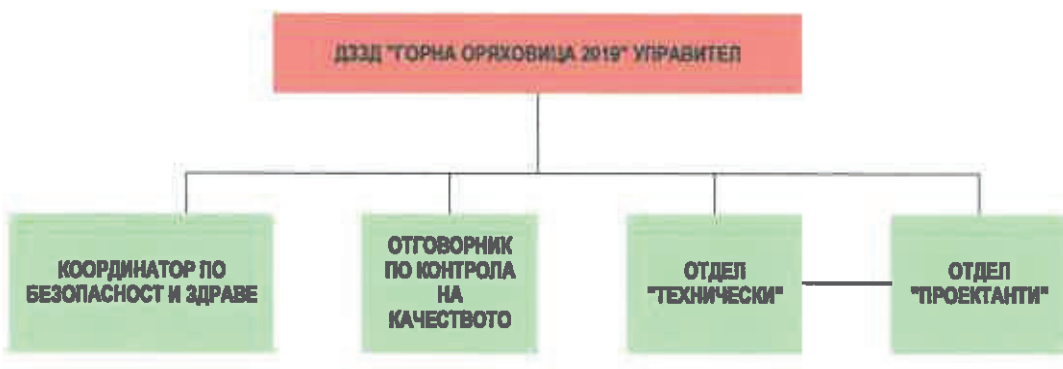 ДЗЗД "ГОРНА ОРЯХОВИЦА 2019" УПРАВИТЕЛ
КООРДИНАТОР ПО
БЕЗОПАСНОСТ И ЗДРАВЕ
ОТГОВОРНИК
ПО КОНТРОЛА
НА
КАЧЕСТВОТО
ОТДЕЛ
"ТЕХНИЧЕСКИ"
ОТДЕЛ
"ПРОЕКТАНТИ"